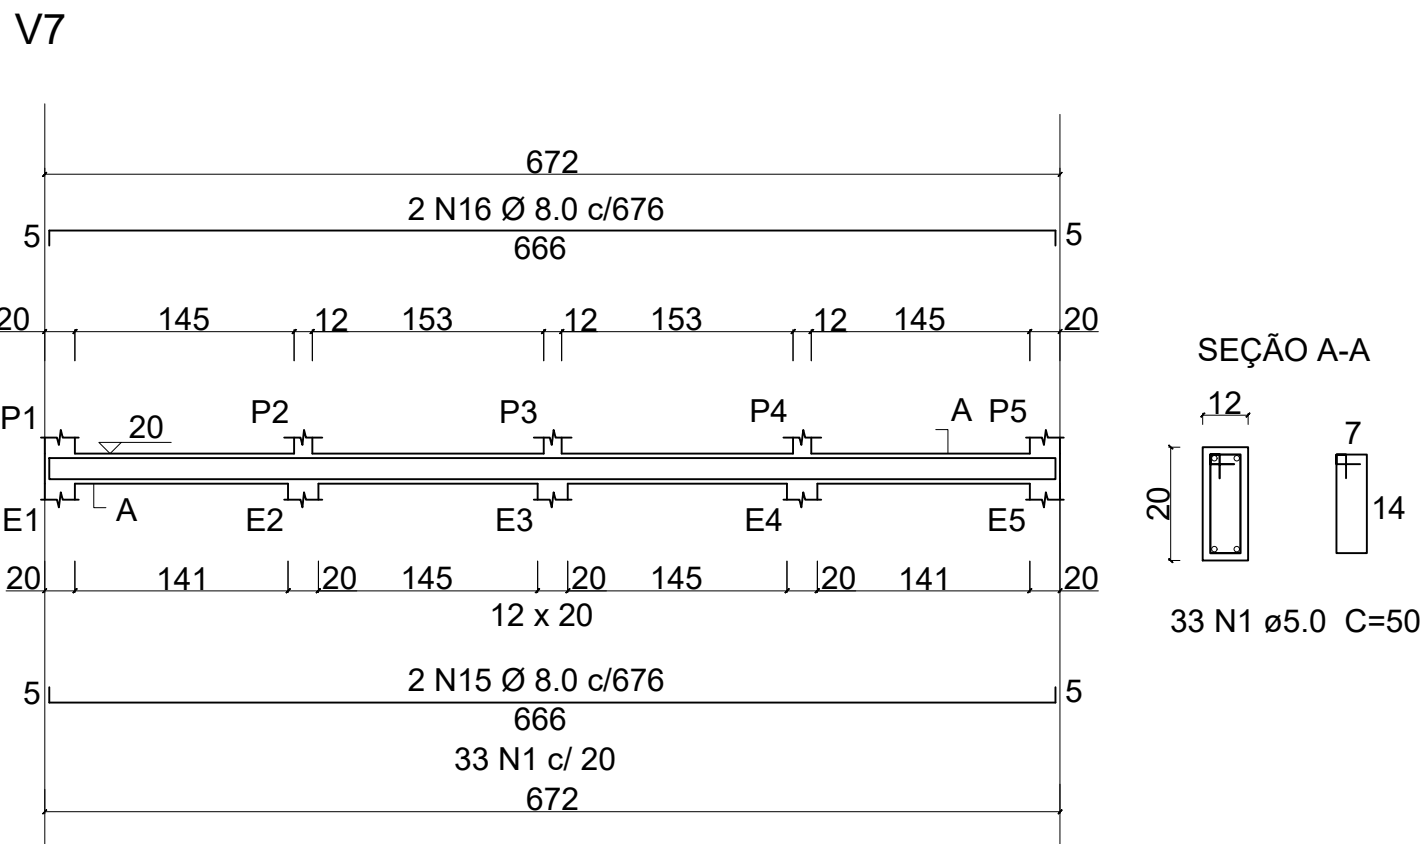 V7
672
2 N16 Ø 8.0 c/676
5 5
666
20 145 12 153 12 153 12 145 20
SEÇÃO A-A
P1 20 P2 P3 P4 A P5
12
7
E1 A E2 E3 E4 E5
20
14
20 141 20 145 20 145 20 141 20
12 x 20
33 N1 ø5.0 C=50
2 N15 Ø 8.0 c/676
5 5
666
33 N1 c/ 20
672